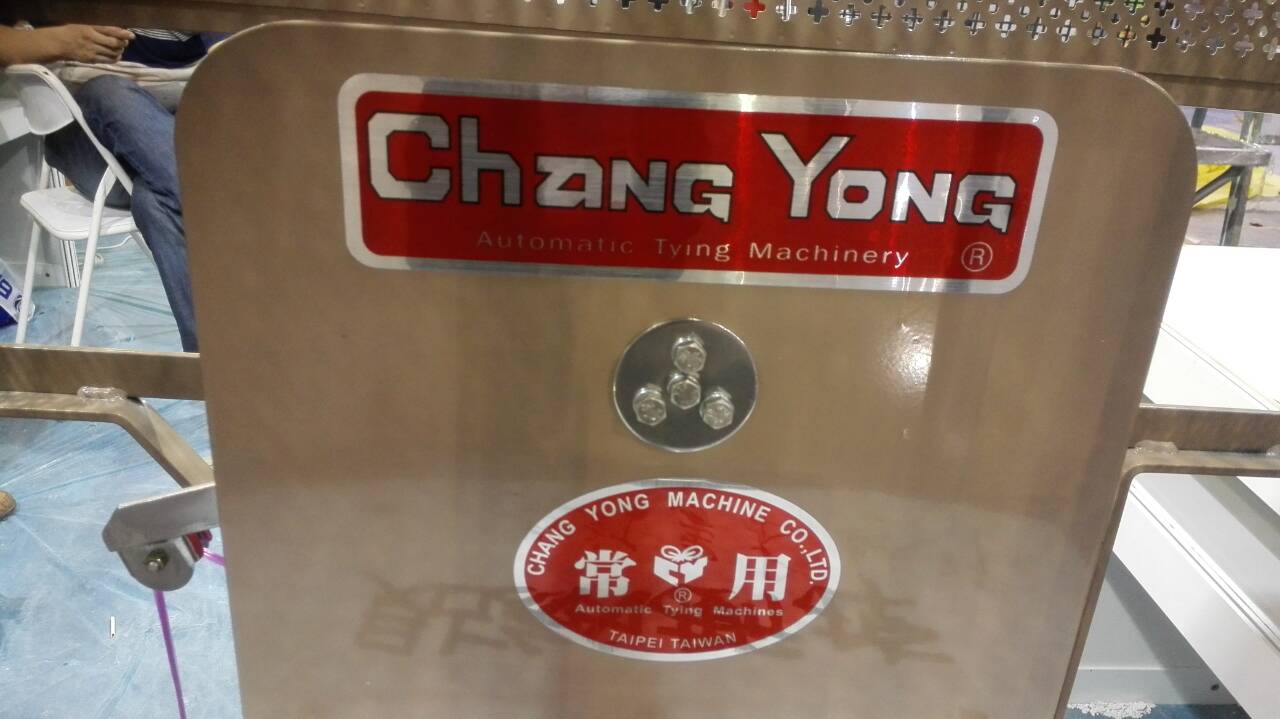 Chang Yong
Automatic Tying Machinery ®
CHANG YONG MACHINE CO.,LTD.
常 用
®
Automatic Tying Machines
TAIPEI TAIWAN